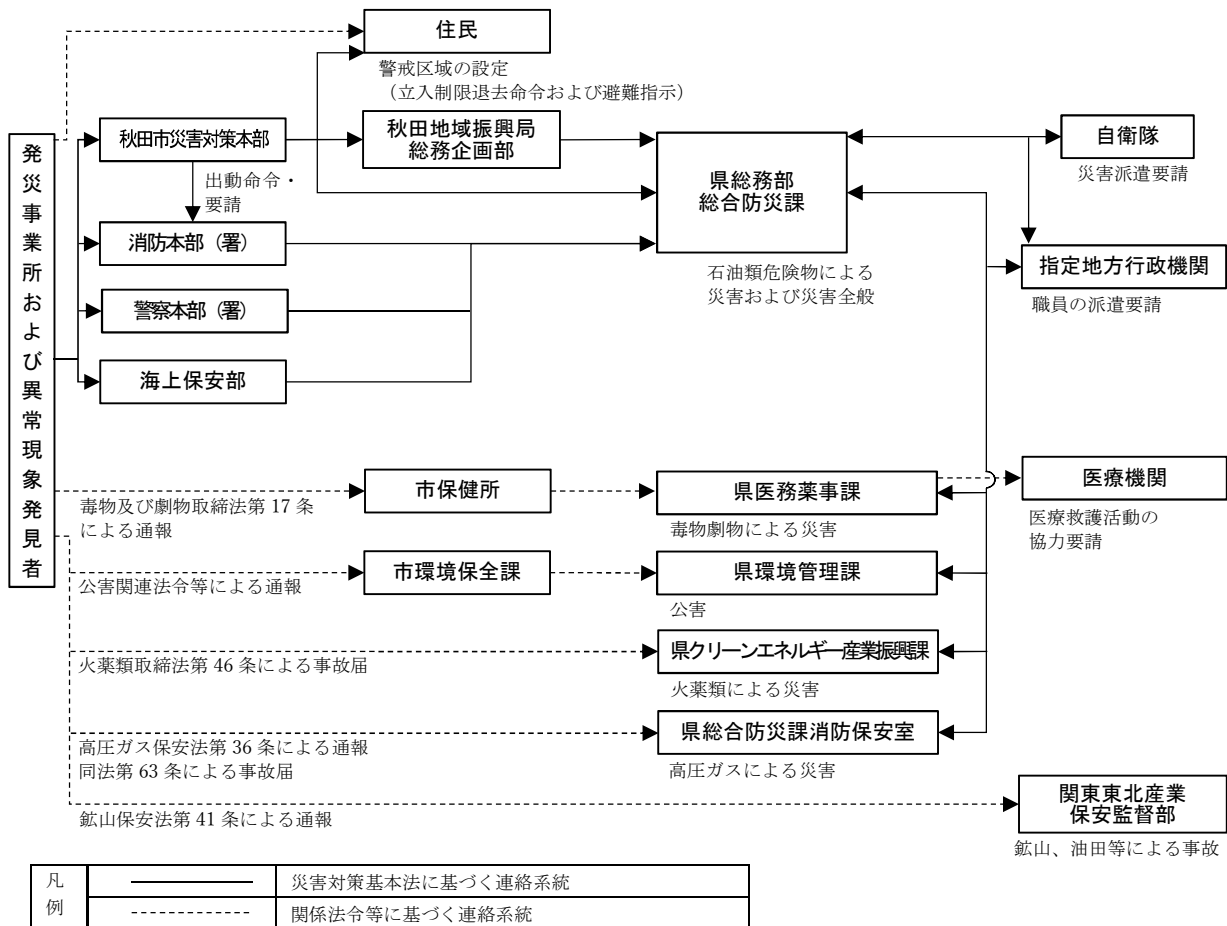 住民
警戒区域の設定
（立入制限退去命令および避難指示）
発災事業所および異常現象発見者
秋田市災害対策本部
秋田地域振興局
総務企画部
県総務部
総合防災課
自衛隊
災害派遣要請
出動命令・
要請
消防本部（署）
石油類危険物による
災害および災害全般
指定地方行政機関
職員の派遣要請
警察本部（署）
海上保安部
市保健所
県医務薬事課
医療機関
毒物及び劇物取締法第 17 条
による通報
毒物劇物による災害
医療救護活動の
協力要請
市環境保全課
県環境管理課
公害関連法令等による通報
公害
県クリーンエネルギー産業振興課
火薬類取締法第 46 条による事故届
火薬類による災害
県総合防災課消防保安室
高圧ガス保安法第 36 条による通報
同法第 63 条による事故届
高圧ガスによる災害
関東東北産業
保安監督部
鉱山保安法第 41 条による通報
鉱山、油田等による事故
凡例
災害対策基本法に基づく連絡系統
関係法令等に基づく連絡系統